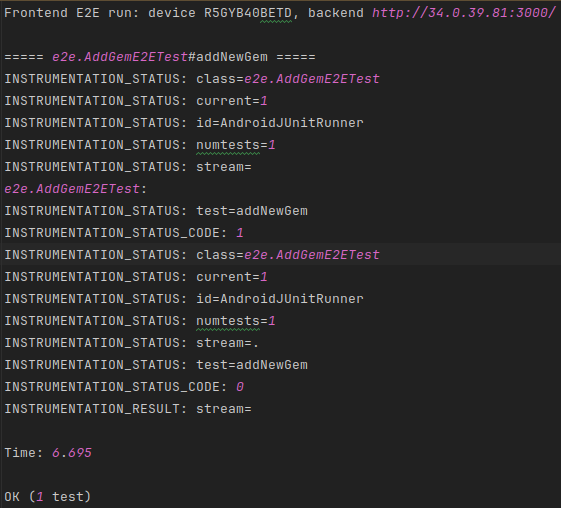 Frontend E2E run: device R5GYB40BETD, backend http://34.0.39.81:3000/
===== e2e.AddGemE2ETest#addNewGem =====
INSTRUMENTATION_STATUS: class=e2e.AddGemE2ETest
INSTRUMENTATION_STATUS: current=1
INSTRUMENTATION_STATUS: id=AndroidJUnitRunner
INSTRUMENTATION_STATUS: numtests=1
INSTRUMENTATION_STATUS: stream=
e2e.AddGemE2ETest:
INSTRUMENTATION_STATUS: test=addNewGem
INSTRUMENTATION_STATUS_CODE: 1
INSTRUMENTATION_STATUS: class=e2e.AddGemE2ETest
INSTRUMENTATION_STATUS: current=1
INSTRUMENTATION_STATUS: id=AndroidJUnitRunner
INSTRUMENTATION_STATUS: numtests=1
INSTRUMENTATION_STATUS: stream=.
INSTRUMENTATION_STATUS: test=addNewGem
INSTRUMENTATION_STATUS_CODE: 0
INSTRUMENTATION_RESULT: stream=
Time: 6.695
OK (1 test)